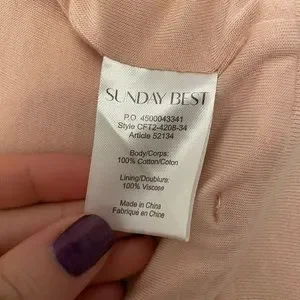 SUNDAY BEST
P.O 4500043341
Style CFT2-4208-34
Article 52134
Body/Corps:
100% Cotton/Coton
Lining/Doublure:
100% Viscose
Made in China
Fabriqué en Chine